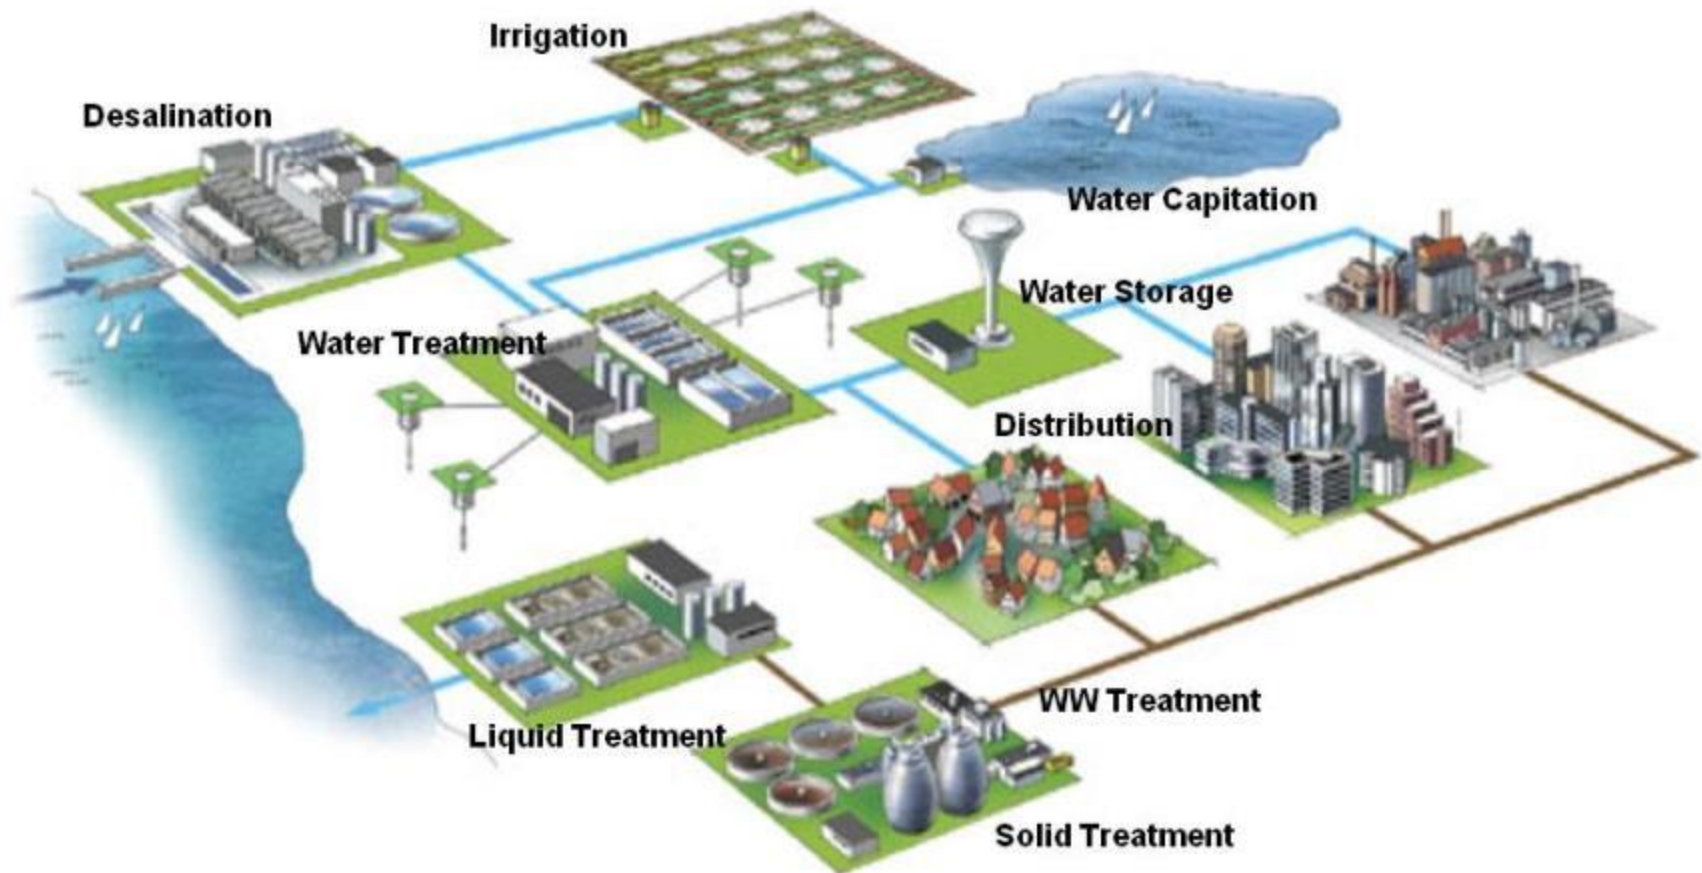 Irrigation
Desalination
Water Capitation
Water Storage
Water Treatment
Distribution
WW Treatment
Liquid Treatment
Solid Treatment